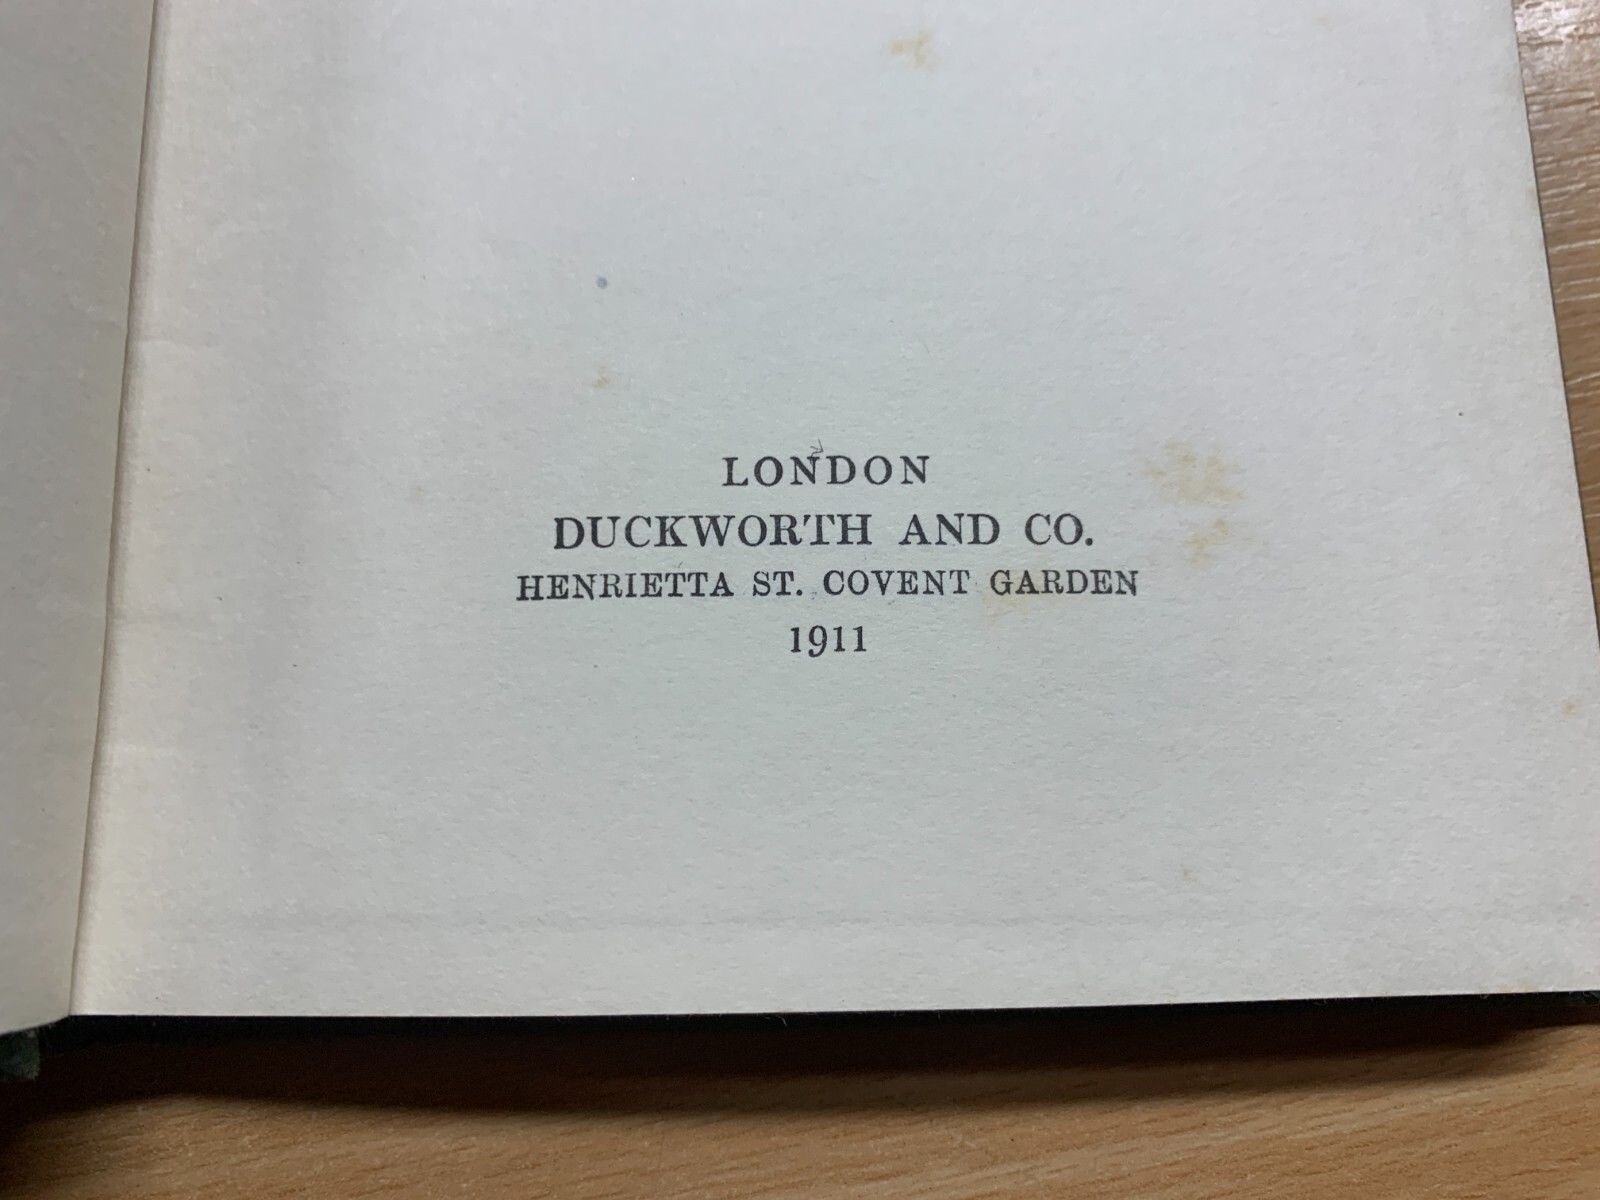 LONDON
DUCKWORTH AND CO.
HENRIETTA ST. COVENT GARDEN
1911